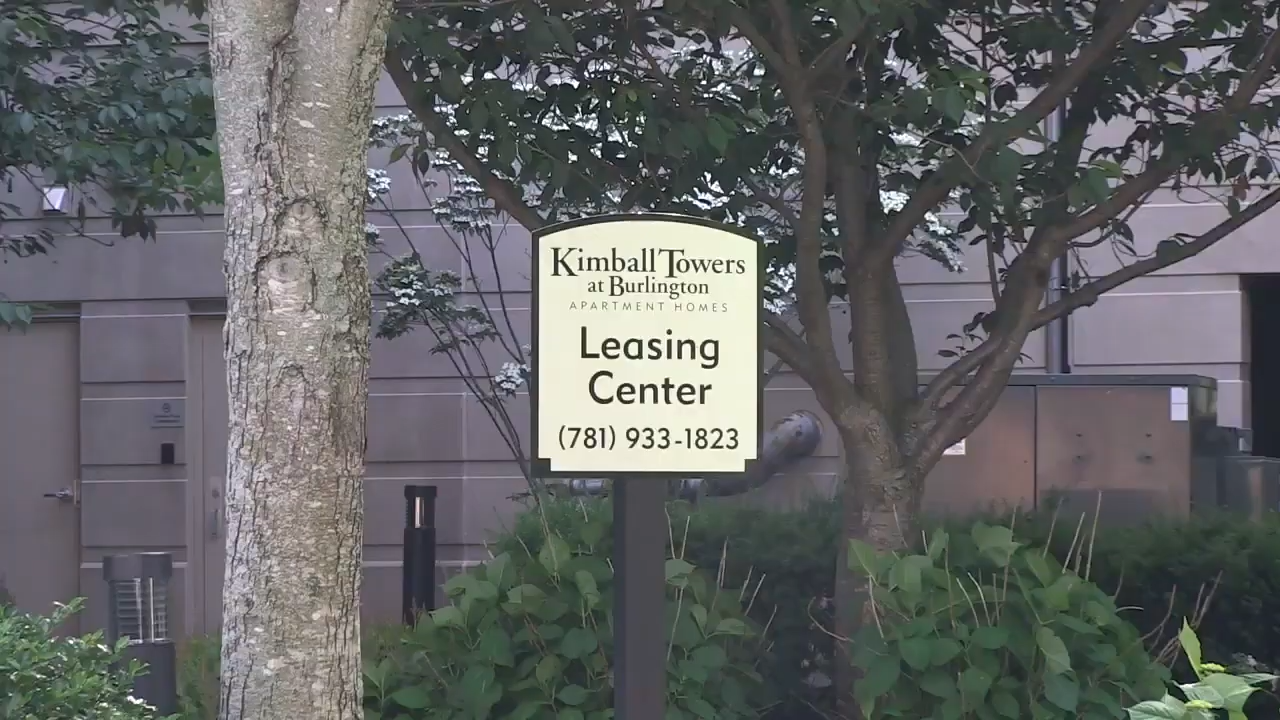 Kimball Towers
at Burlington
APARTMENT HOMES
Leasing
Center
(781) 933-1823